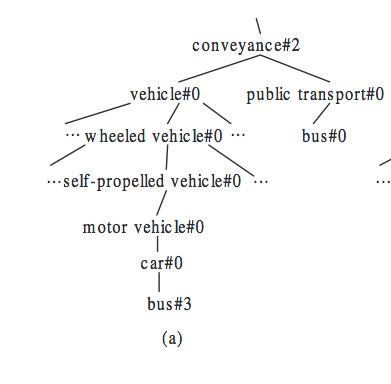 conveyance#2
vehicle#0 public transport#0
··· wheeled vehicle#0 ··· bus#0
···self-propelled vehicle#0 ··· ···
motor vehicle#0
car#0
bus#3
(a)